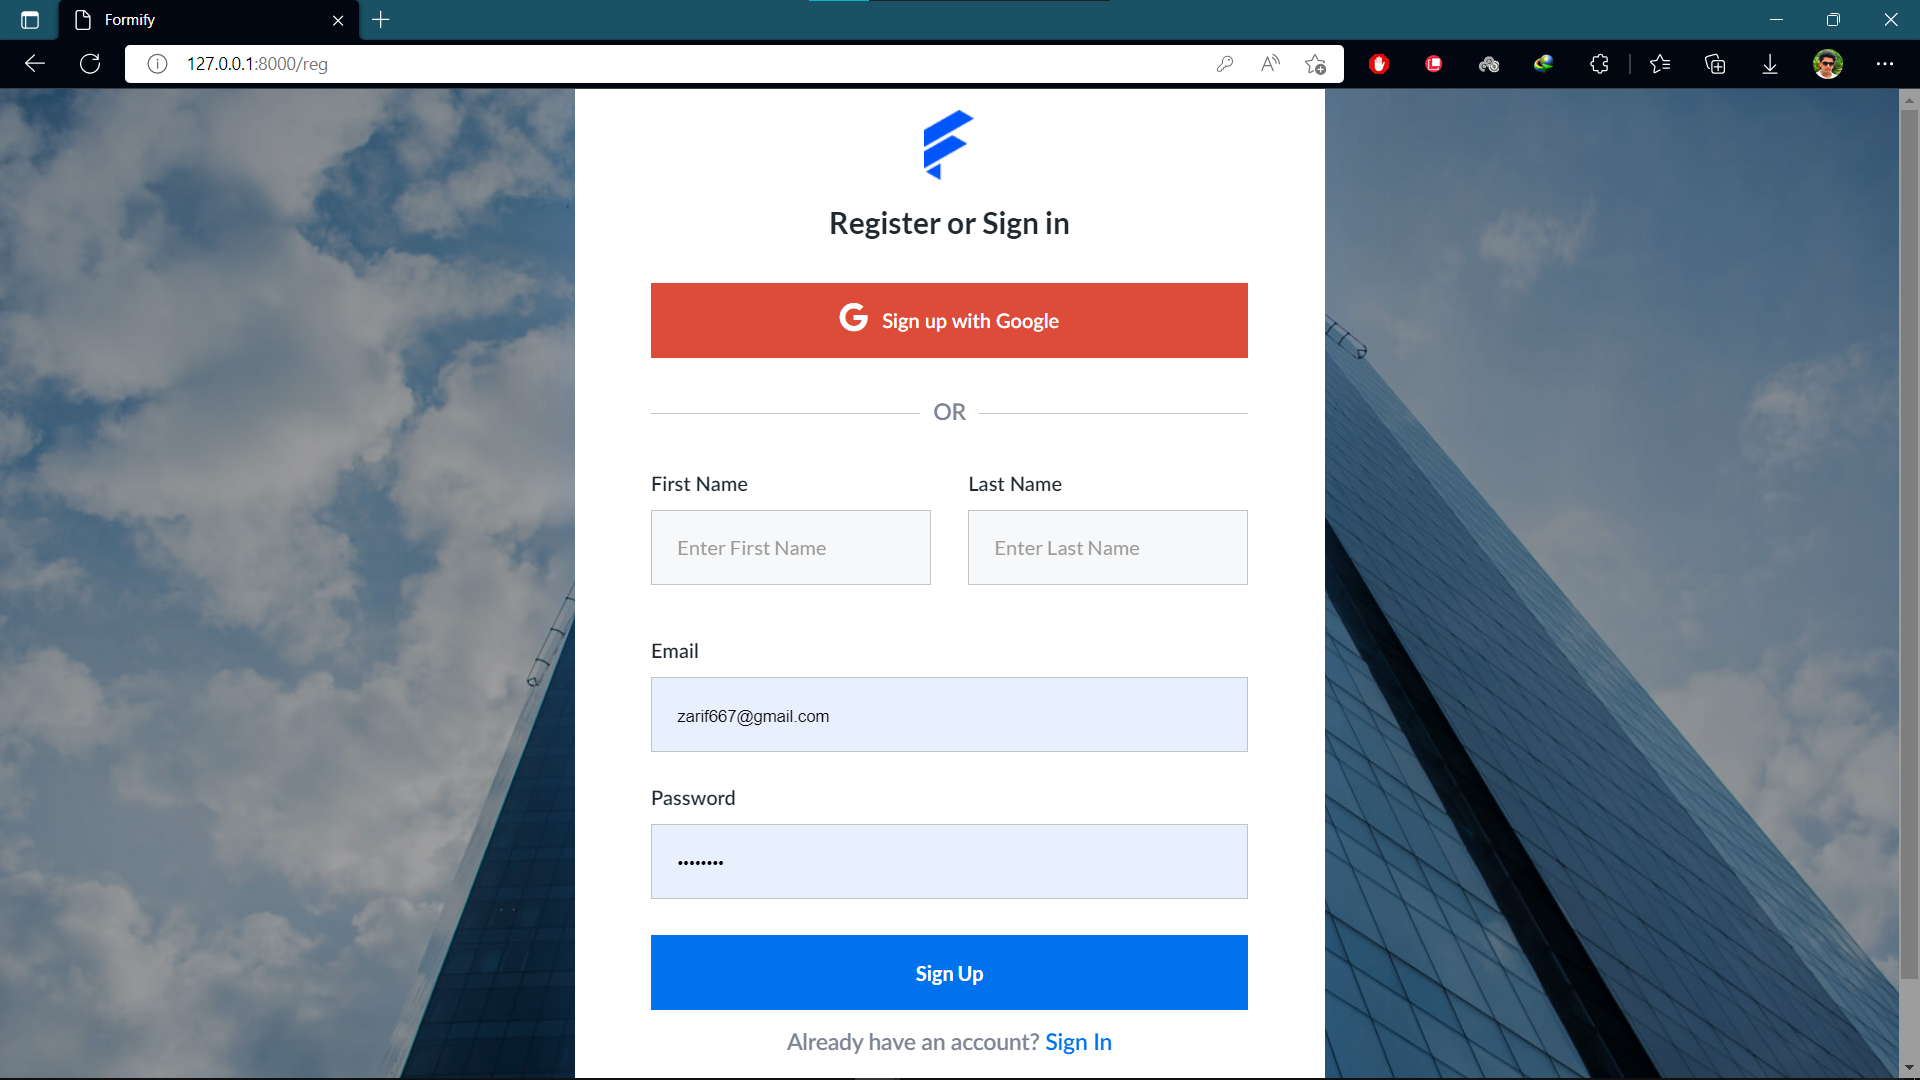 Formify
127.0.0.1:8000/reg
Register or Sign in
Sign up with Google
OR
First Name
Last Name
Enter First Name
Enter Last Name
Email
zarif667@gmail.com
Password
••••••••
Sign Up
Already have an account? Sign In